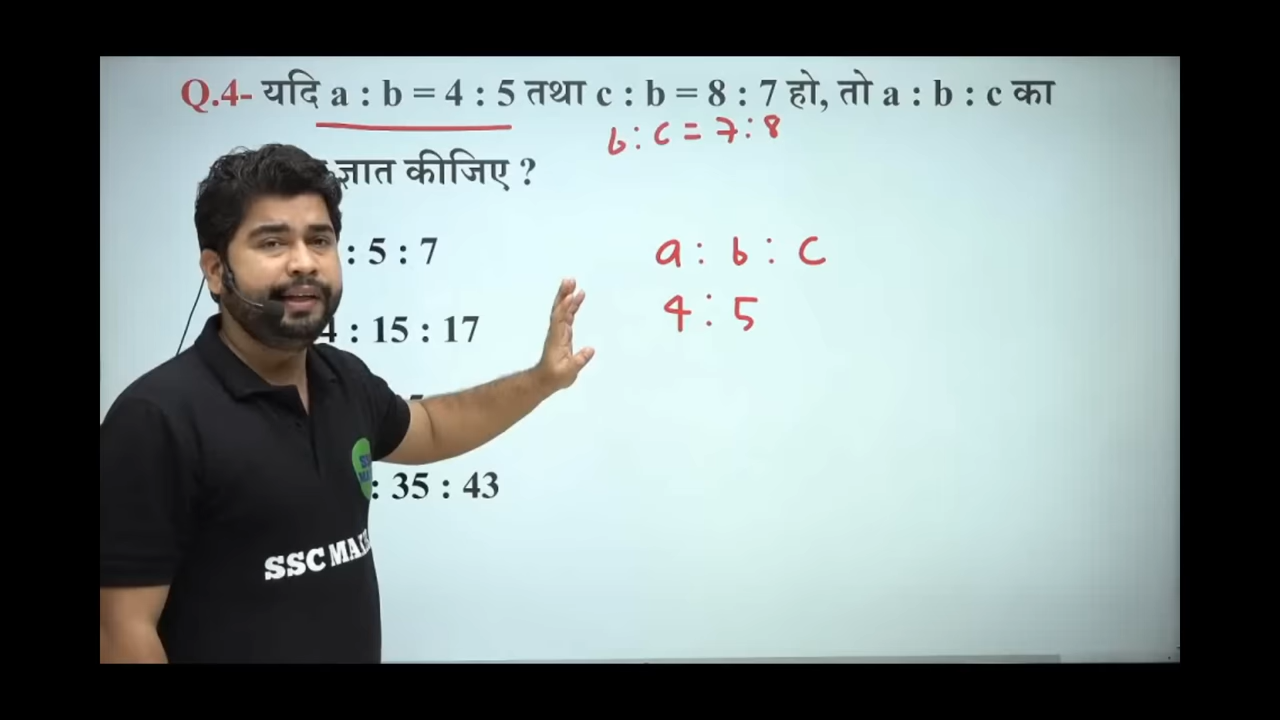 Q.4- यदि a : b = 4 : 5 तथा c : b = 8 : 7 हो, तो a : b : c का
b : c = 7 : 8
ज्ञात कीजिए ?
: 5 : 7
a : b : c
4 : 5
4 : 15 : 17
: 35 : 43
SSC